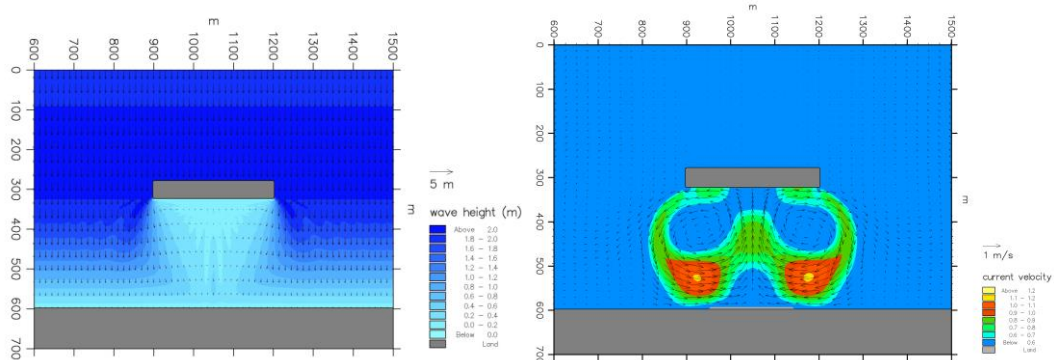 m
600
700
800
900
1000
1100
1200
1300
1400
1500
0
100
200
300
400
500
600
700
m
5 m
wave height (m)
Above 2.0
1.8 - 2.0
1.6 - 1.8
1.4 - 1.6
1.2 - 1.4
1.0 - 1.2
0.8 - 1.0
0.6 - 0.8
0.4 - 0.6
0.2 - 0.4
0.0 - 0.2
Below 0.0
Land
m
600
700
800
900
1000
1100
1200
1300
1400
1500
0
100
200
300
400
500
600
700
m
1 m/s
current velocity
Above 1.2
1.1 - 1.2
1.0 - 1.1
0.9 - 1.0
0.8 - 0.9
0.7 - 0.8
0.6 - 0.7
Below 0.6
Land